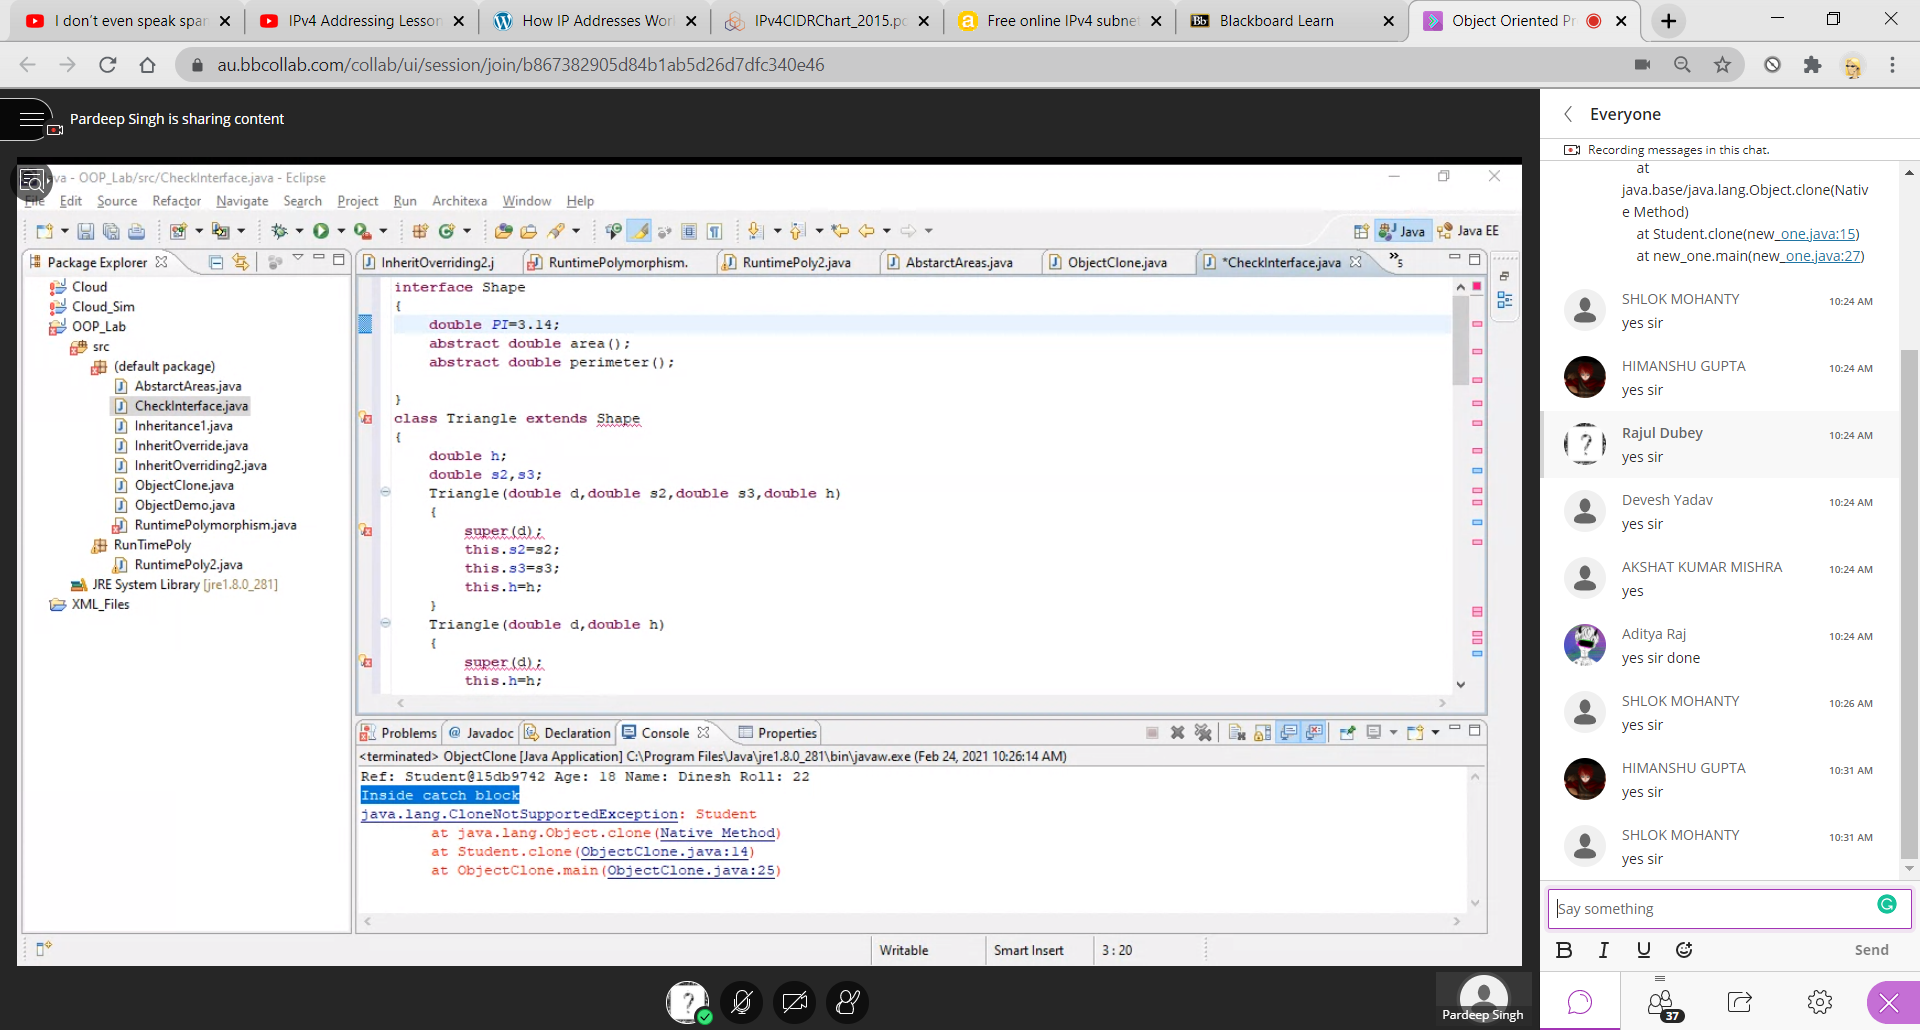 I don't even speak spar
IPv4 Addressing Lesson
How IP Addresses Wor
IPv4CIDRChart_2015.pc
Free online IPv4 subne
Blackboard Learn
Object Oriented Pr
au.bbcollab.com/collab/ui/session/join/b867382905d84b1ab5d26d7dfc340e46
Pardeep Singh is sharing content
va - OOP_Lab/src/CheckInterface.java - Eclipse
File Edit Source Refactor Navigate Search Project Run Architexa Window Help
Java
Java EE
Package Explorer
Cloud
Cloud_Sim
OOP_Lab
src
(default package)
AbstarctAreas.java
CheckInterface.java
Inheritance1.java
InheritOverride.java
InheritOverriding2.java
ObjectClone.java
ObjectDemo.java
RuntimePolymorphism.java
RunTimePoly
RuntimePoly2.java
JRE System Library [jre1.8.0_281]
XML_Files
InheritOverriding2.j
RuntimePolymorphism.
RuntimePoly2.java
AbstarctAreas.java
ObjectClone.java
*CheckInterface.java
»5
interface Shape
{
double PI=3.14;
abstract double area();
abstract double perimeter();
}
class Triangle extends Shape
{
double h;
double s2,s3;
Triangle(double d,double s2,double s3,double h)
{
super(d);
this.s2=s2;
this.s3=s3;
this.h=h;
}
Triangle(double d,double h)
{
super(d);
this.h=h;
Problems
@ Javadoc
Declaration
Console
Properties
<terminated> ObjectClone [Java Application] C:\Program Files\Java\jre1.8.0_281\bin\javaw.exe (Feb 24, 2021 10:26:14 AM)
Ref: Student@15db9742 Age: 18 Name: Dinesh Roll: 22
Inside catch block
java.lang.CloneNotSupportedException: Student
at java.lang.Object.clone(Native Method)
at Student.clone(ObjectClone.java:14)
at ObjectClone.main(ObjectClone.java:25)
Writable
Smart Insert
3 : 20
Pardeep Singh
Everyone
Recording messages in this chat.
at
java.base/java.lang.Object.clone(Nativ
e Method)
at Student.clone(new_one.java:15)
at new_one.main(new_one.java:27)
SHLOK MOHANTY 10:24 AM
yes sir
HIMANSHU GUPTA 10:24 AM
yes sir
Rajul Dubey 10:24 AM
yes sir
Devesh Yadav 10:24 AM
yes sir
AKSHAT KUMAR MISHRA 10:24 AM
yes
Aditya Raj 10:24 AM
yes sir done
SHLOK MOHANTY 10:26 AM
yes sir
HIMANSHU GUPTA 10:31 AM
yes sir
SHLOK MOHANTY 10:31 AM
yes sir
Say something
B I U
Send
37